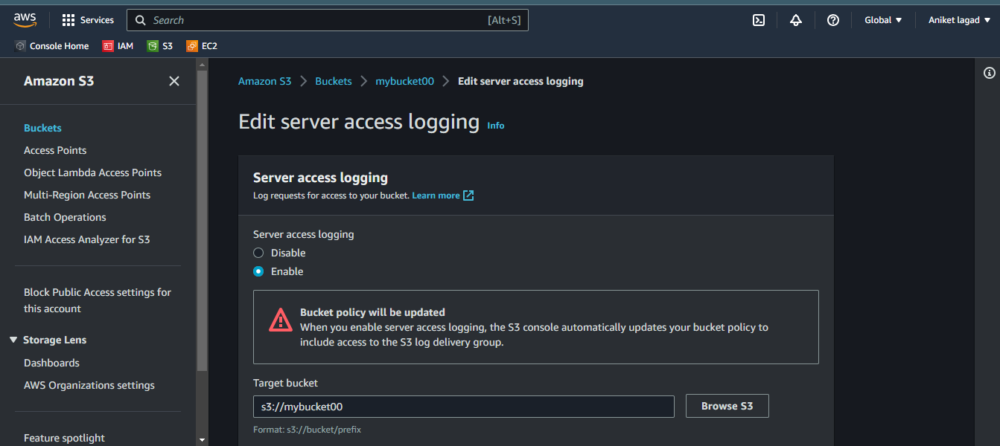 aws
Services
Search [Alt+S]
Global
Aniket lagad
Console Home
IAM
S3
EC2
Amazon S3
Buckets
Access Points
Object Lambda Access Points
Multi-Region Access Points
Batch Operations
IAM Access Analyzer for S3
Block Public Access settings for
this account
Storage Lens
Dashboards
AWS Organizations settings
Feature spotlight
Amazon S3 > Buckets > mybucket00 > Edit server access logging
Edit server access logging Info
Server access logging
Log requests for access to your bucket. Learn more
Server access logging
Disable
Enable
Bucket policy will be updated
When you enable server access logging, the S3 console automatically updates your bucket policy to
include access to the S3 log delivery group.
Target bucket
s3://mybucket00
Browse S3
Format: s3://bucket/prefix